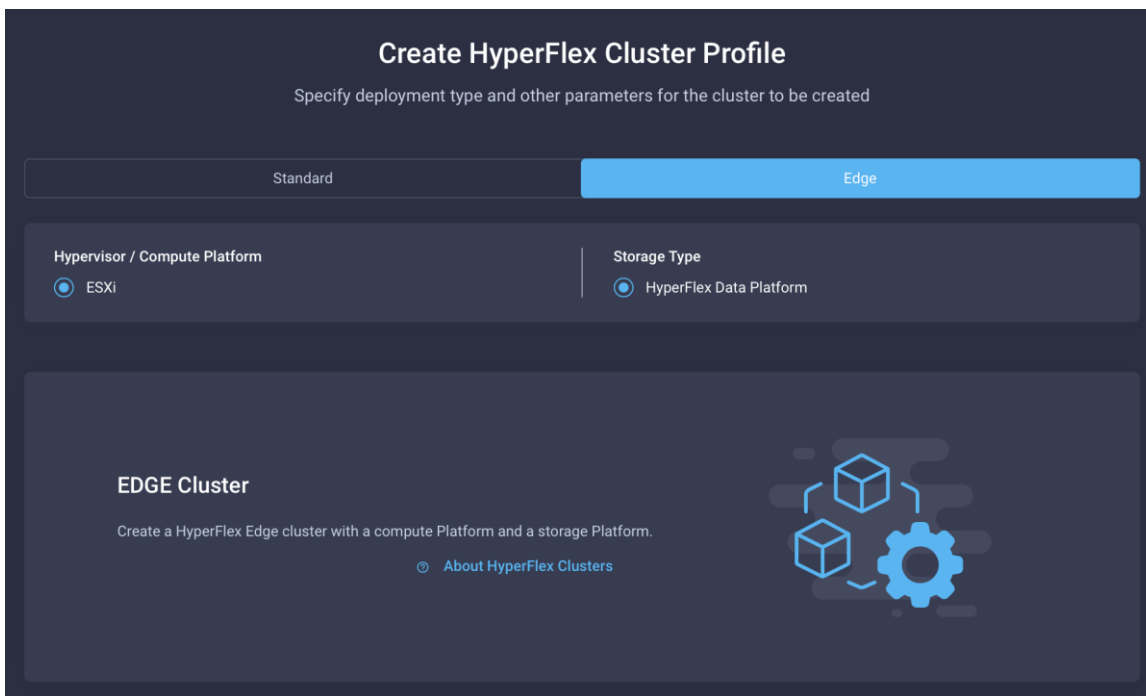 Create HyperFlex Cluster Profile
Specify deployment type and other parameters for the cluster to be created
Standard
Edge
Hypervisor / Compute Platform
ESXi
Storage Type
HyperFlex Data Platform
EDGE Cluster
Create a HyperFlex Edge cluster with a compute Platform and a storage Platform.
About HyperFlex Clusters